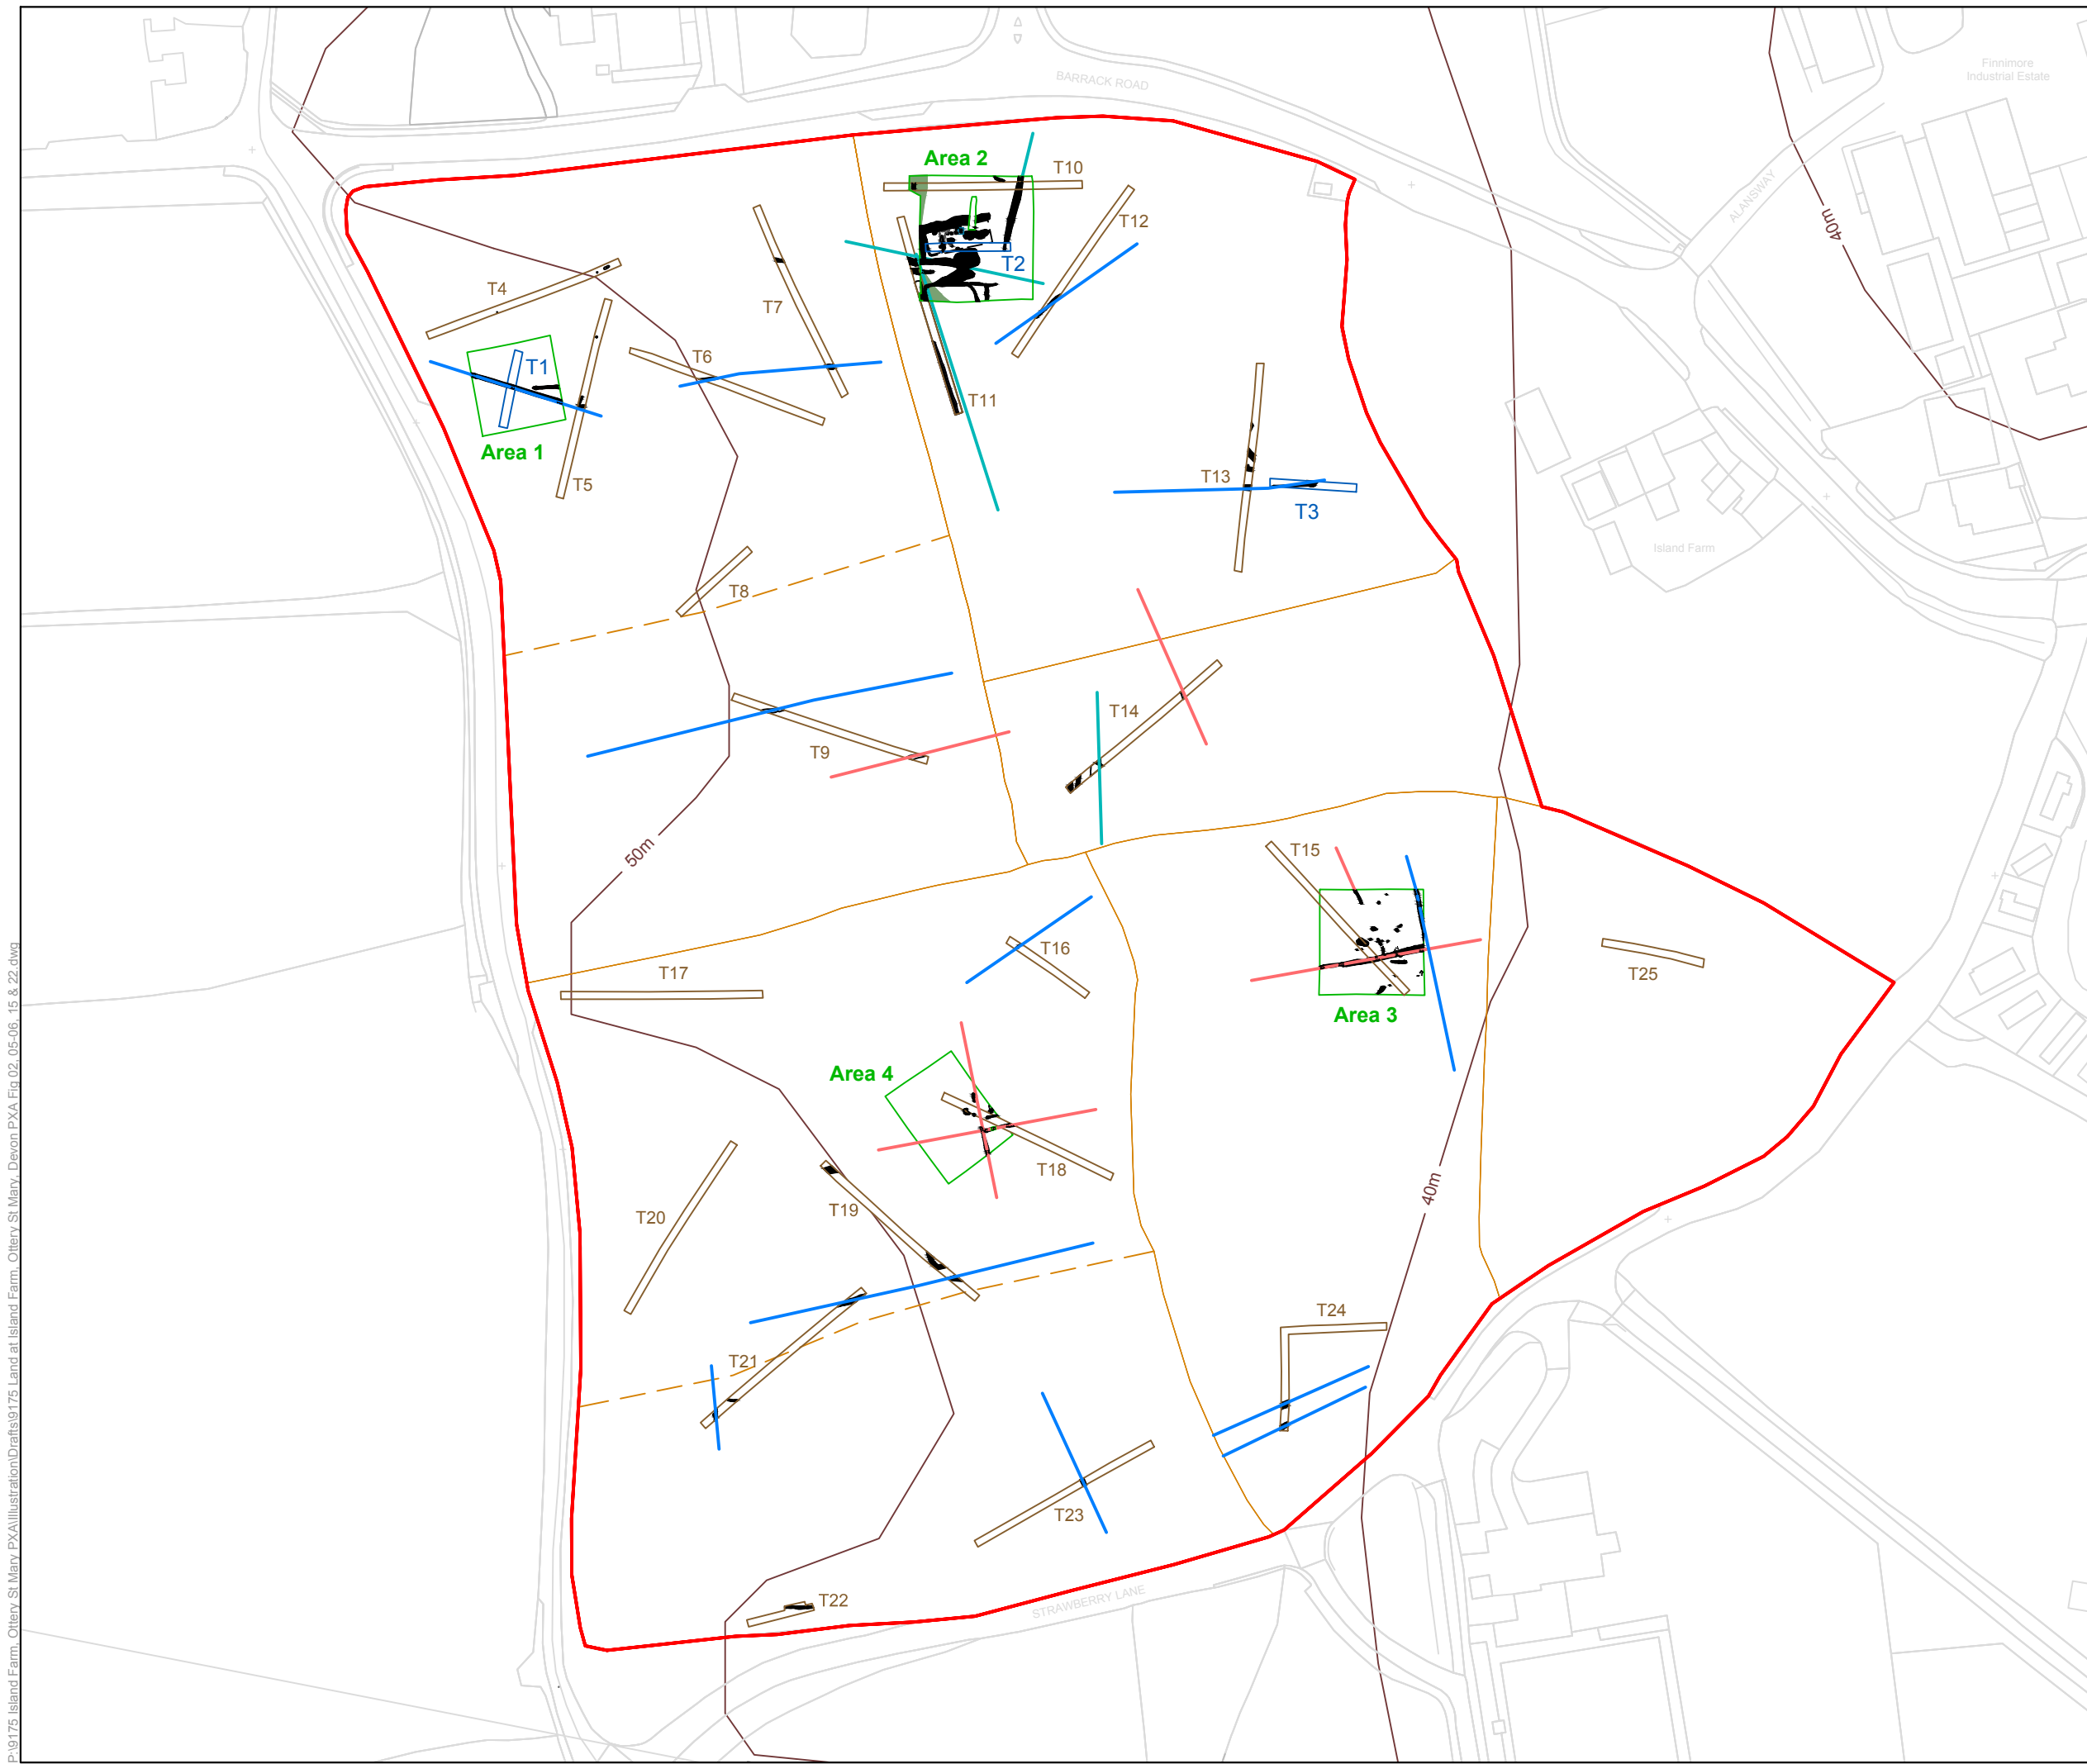 Finnimore
Industrial Estate
BARRACK ROAD
ALANSWAY
40m
Area 2
T10
T12
T4
T2
T7
T6
T1
T11
Area 1
T5
T13
T3
Island Farm
T8
T14
T9
50m
T15
T16
T17
T25
Area 3
Area 4
T18
40m
T20
T19
T24
T21
T23
T22
STRAWBERRY LANE
P:\9175 Island Farm, Ottery St Mary PXA\Illustration\Drafts\9175 Land at Island Farm, Ottery St Mary, Devon PXA Fig 02, 05-06, 15 & 22.dwg